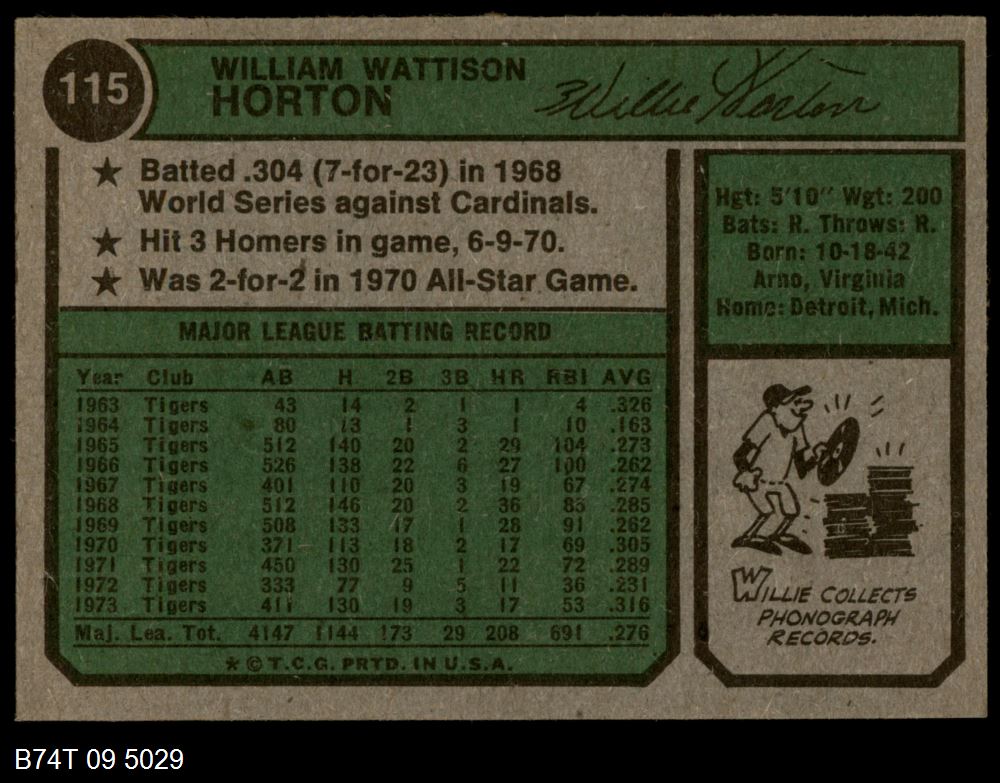 115
WILLIAM WATTISON
HORTON
Willie Horton
★ Batted .304 (7-for-23) in 1968
World Series against Cardinals.
★ Hit 3 Homers in game, 6-9-70.
★ Was 2-for-2 in 1970 All-Star Game.
Hgt: 5'10" Wgt: 200
Bats: R. Throws: R.
Born: 10-18-42
Arno, Virginia
Home: Detroit, Mich.
MAJOR LEAGUE BATTING RECORD
Year Club AB H 2B 3B HR RBI AVG
1963 Tigers 43 14 2 1 1 4 .326
1964 Tigers 80 13 1 3 1 10 .163
1965 Tigers 512 140 20 2 29 104 .273
1966 Tigers 526 138 22 6 27 100 .262
1967 Tigers 401 110 20 3 19 67 .274
1968 Tigers 512 146 20 2 36 85 .285
1969 Tigers 508 133 17 1 28 91 .262
1970 Tigers 371 113 18 2 17 69 .305
1971 Tigers 450 130 25 1 22 72 .289
1972 Tigers 333 77 9 5 11 36 .231
1973 Tigers 411 130 19 3 17 53 .316
Maj. Lea. Tot. 4147 1144 173 29 208 691 .276
★ © T.C.G. PRTD. IN U.S.A.
WILLIE COLLECTS
PHONOGRAPH
RECORDS.
B74T 09 5029